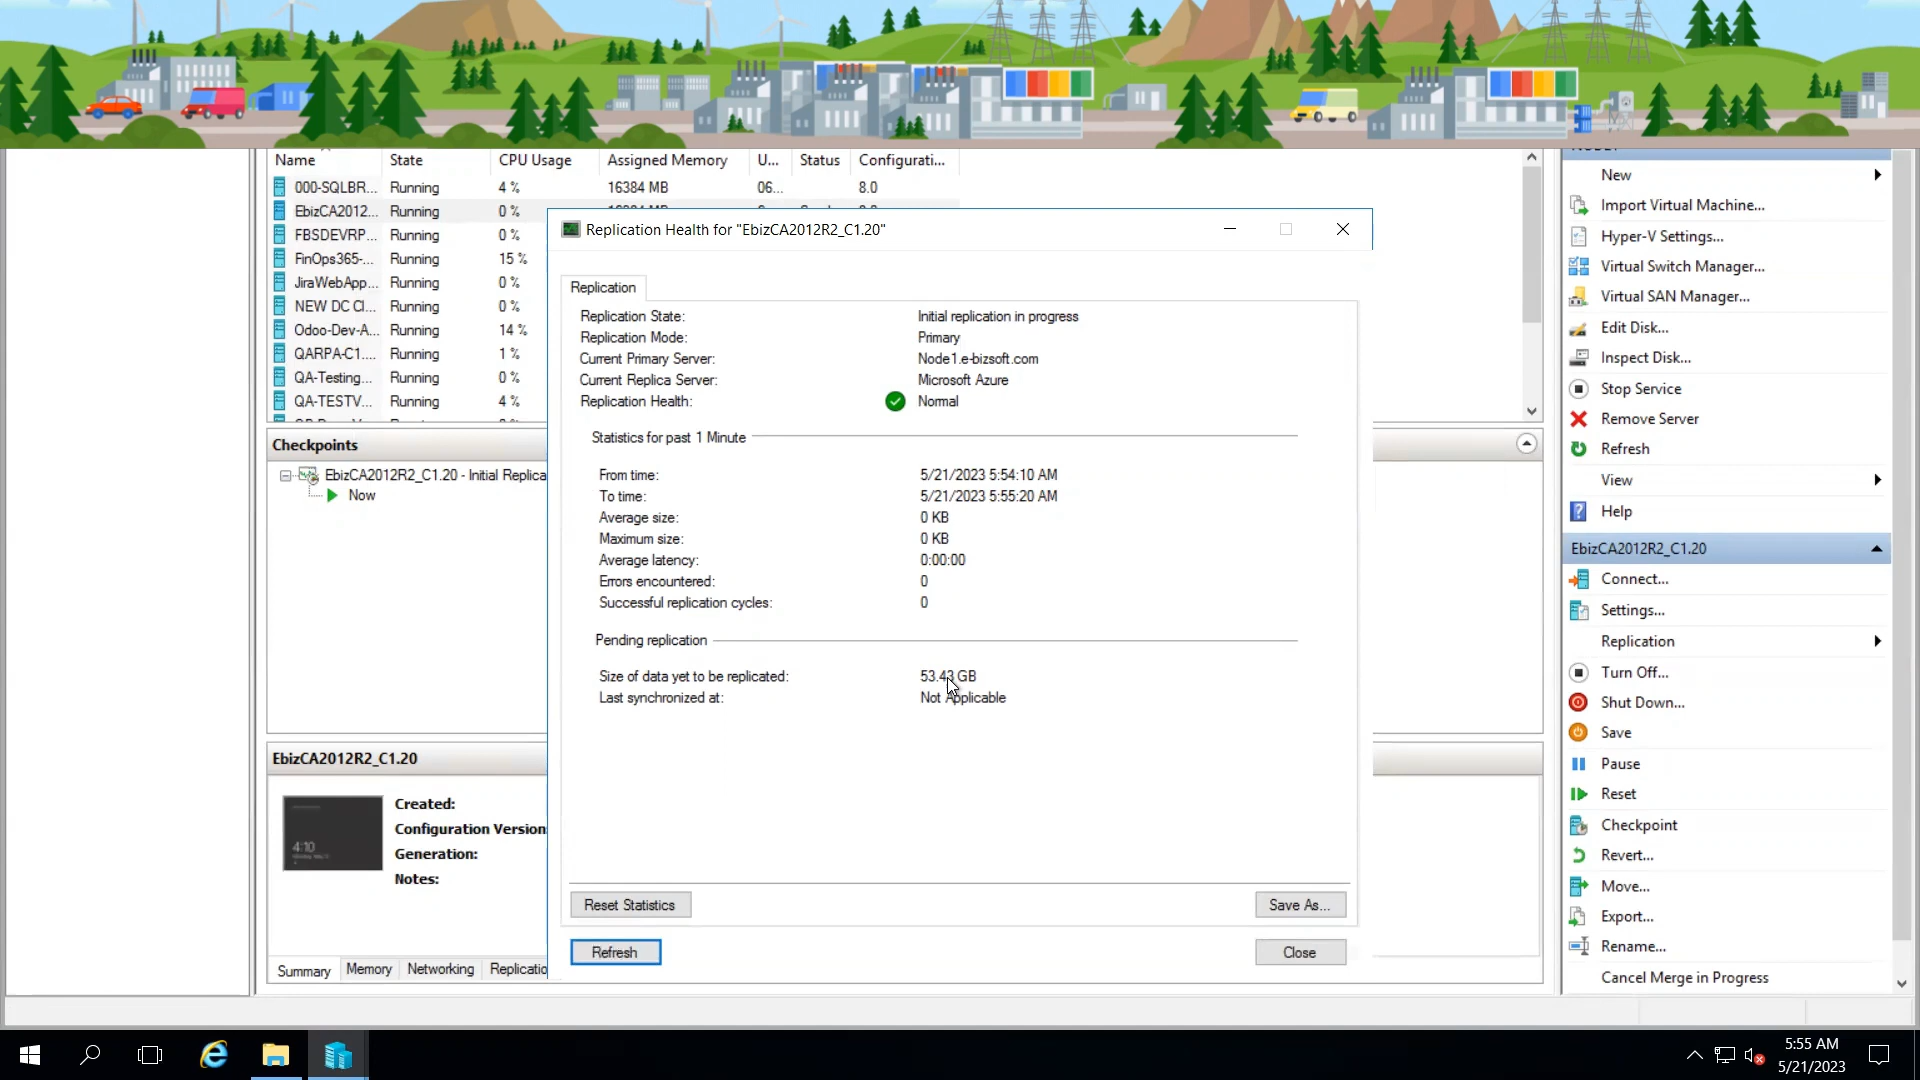 Name State CPU Usage Assigned Memory U... Status Configurati...
000-SQLBR... Running 4 % 16384 MB 06... 8.0
EbizCA2012... Running 0 %
FBSDEVRP... Running 0 %
FinOps365-... Running 15 %
JiraWebApp... Running 0 %
NEW DC Cl... Running 0 %
Odoo-Dev-A... Running 14 %
QARPA-C1.... Running 1 %
QA-Testing... Running 0 %
QA-TESTV... Running 4 %
Checkpoints
EbizCA2012R2_C1.20 - Initial Replica
Now
EbizCA2012R2_C1.20
4:10
Created:
Configuration Version:
Generation:
Notes:
Summary Memory Networking Replicatio
Replication Health for "EbizCA2012R2_C1.20"
Replication
Replication State: Initial replication in progress
Replication Mode: Primary
Current Primary Server: Node1.e-bizsoft.com
Current Replica Server: Microsoft Azure
Replication Health: Normal
Statistics for past 1 Minute
From time: 5/21/2023 5:54:10 AM
To time: 5/21/2023 5:55:20 AM
Average size: 0 KB
Maximum size: 0 KB
Average latency: 0:00:00
Errors encountered: 0
Successful replication cycles: 0
Pending replication
Size of data yet to be replicated: 53.43 GB
Last synchronized at: Not Applicable
Reset Statistics Save As...
Refresh Close
New
Import Virtual Machine...
Hyper-V Settings...
Virtual Switch Manager...
Virtual SAN Manager...
Edit Disk...
Inspect Disk...
Stop Service
Remove Server
Refresh
View
Help
EbizCA2012R2_C1.20
Connect...
Settings...
Replication
Turn Off...
Shut Down...
Save
Pause
Reset
Checkpoint
Revert...
Move...
Export...
Rename...
Cancel Merge in Progress
5:55 AM
5/21/2023